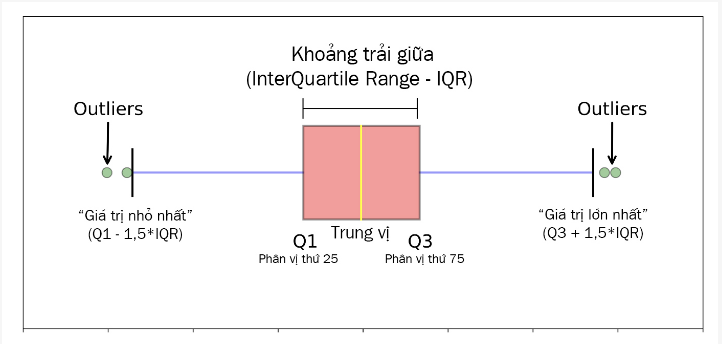 Khoảng trải giữa
(InterQuartile Range - IQR)
Outliers
Outliers
“Giá trị nhỏ nhất”
(Q1 - 1,5*IQR)
“Giá trị lớn nhất”
(Q3 + 1,5*IQR)
Trung vị
Q1
Phân vị thứ 25
Q3
Phân vị thứ 75